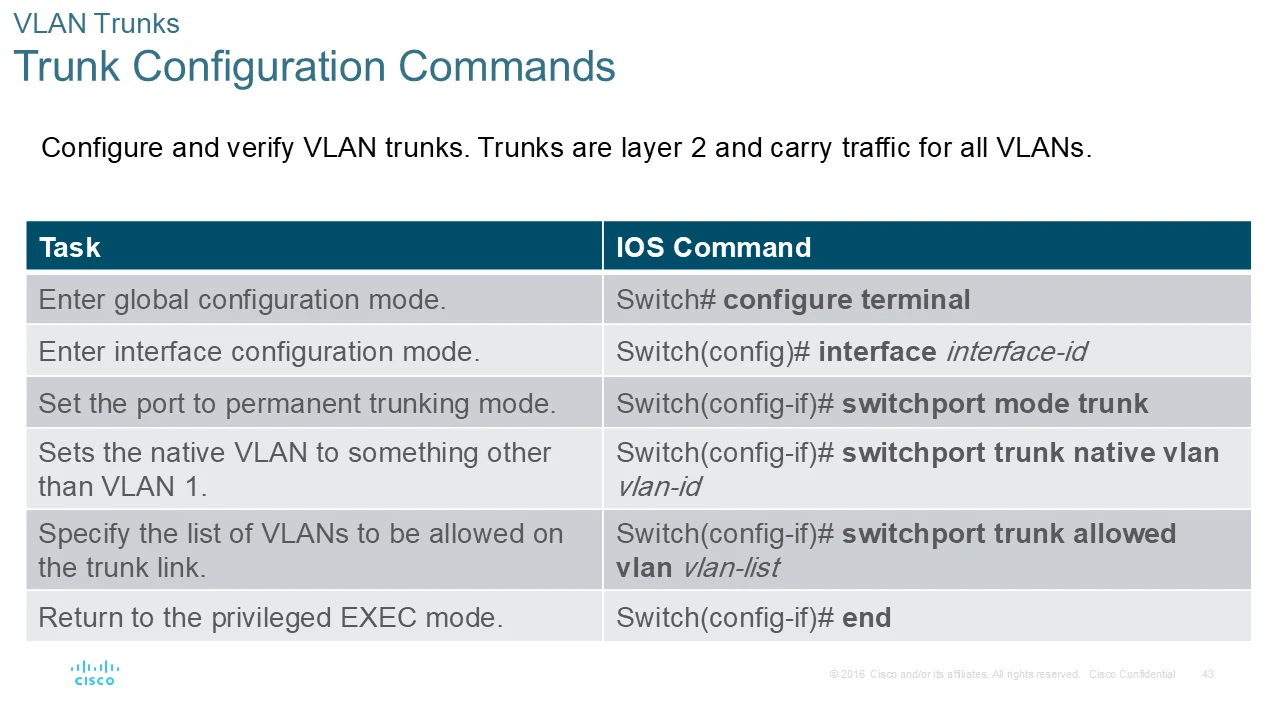 VLAN Trunks
Trunk Configuration Commands
Configure and verify VLAN trunks. Trunks are layer 2 and carry traffic for all VLANs.
Task
IOS Command
Enter global configuration mode.
Switch# configure terminal
Enter interface configuration mode.
Switch(config)# interface interface-id
Set the port to permanent trunking mode.
Switch(config-if)# switchport mode trunk
Sets the native VLAN to something other
than VLAN 1.
Switch(config-if)# switchport trunk native vlan
vlan-id
Specify the list of VLANs to be allowed on
the trunk link.
Switch(config-if)# switchport trunk allowed
vlan vlan-list
Return to the privileged EXEC mode.
Switch(config-if)# end
CISCO
© 2016 Cisco and/or its affiliates. All rights reserved. Cisco Confidential
43